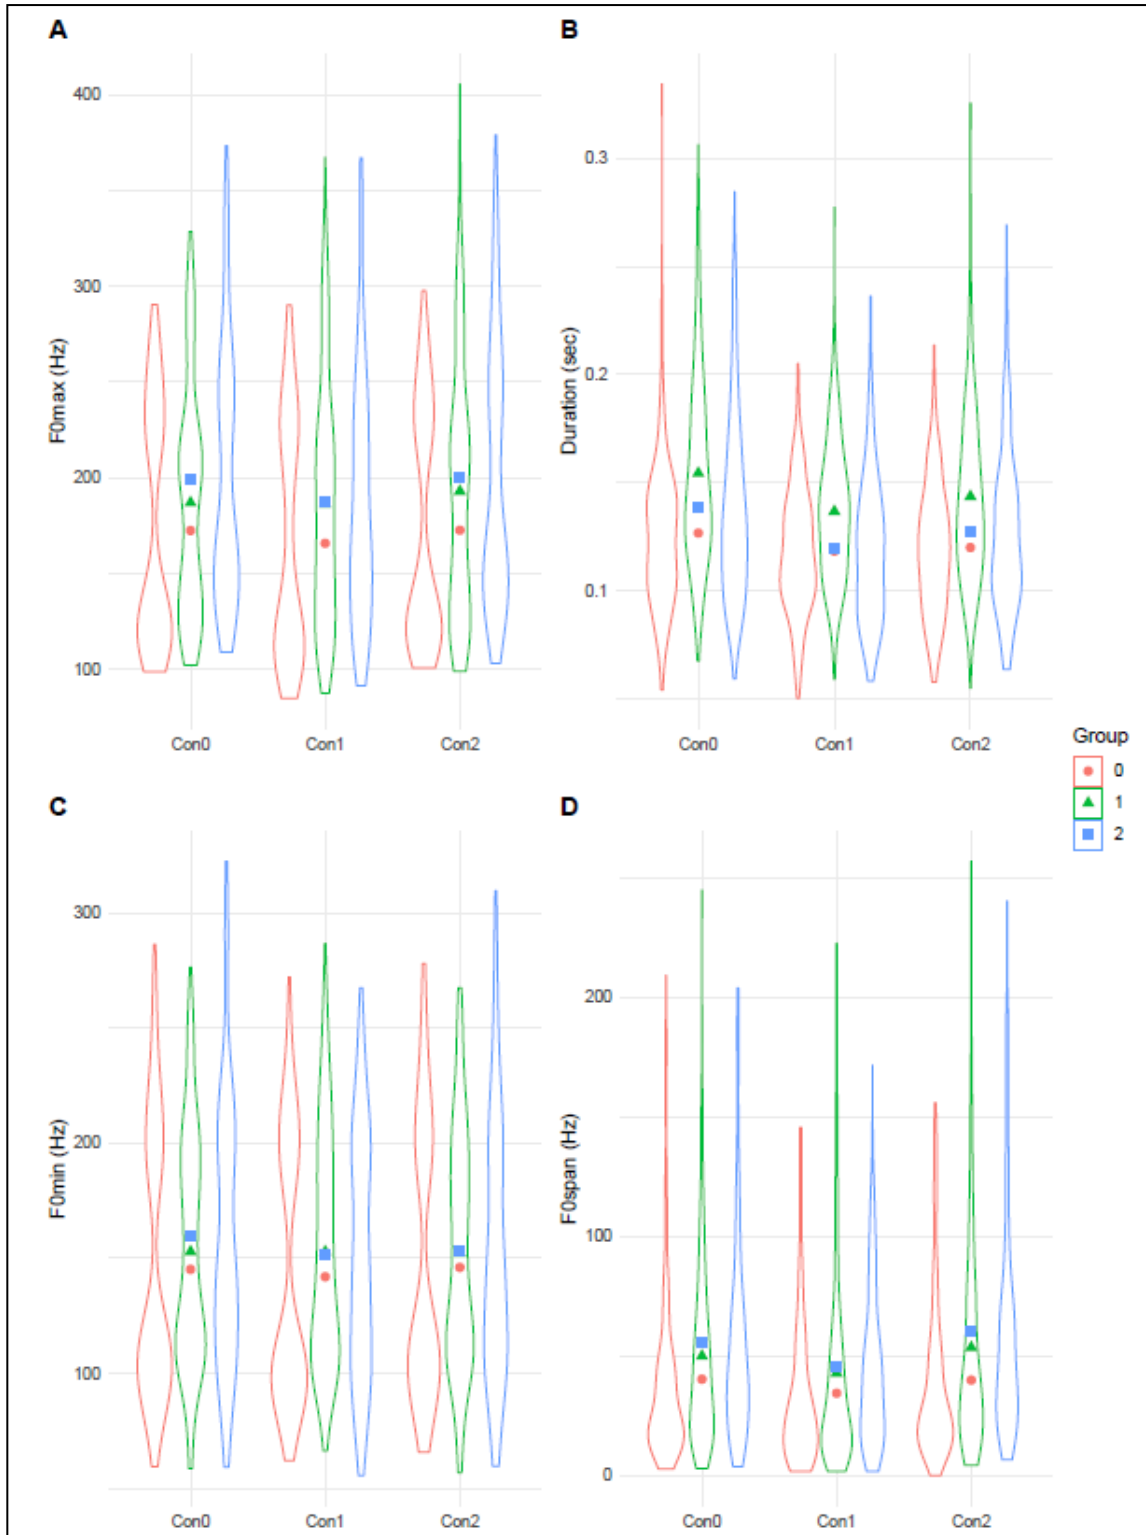 A
B
F0max (Hz)
400
300
200
100
Con0
Con1
Con2
Duration (sec)
0.3
0.2
0.1
Con0
Con1
Con2
Group
0
1
2
C
D
F0min (Hz)
300
200
100
Con0
Con1
Con2
F0span (Hz)
200
100
0
Con0
Con1
Con2